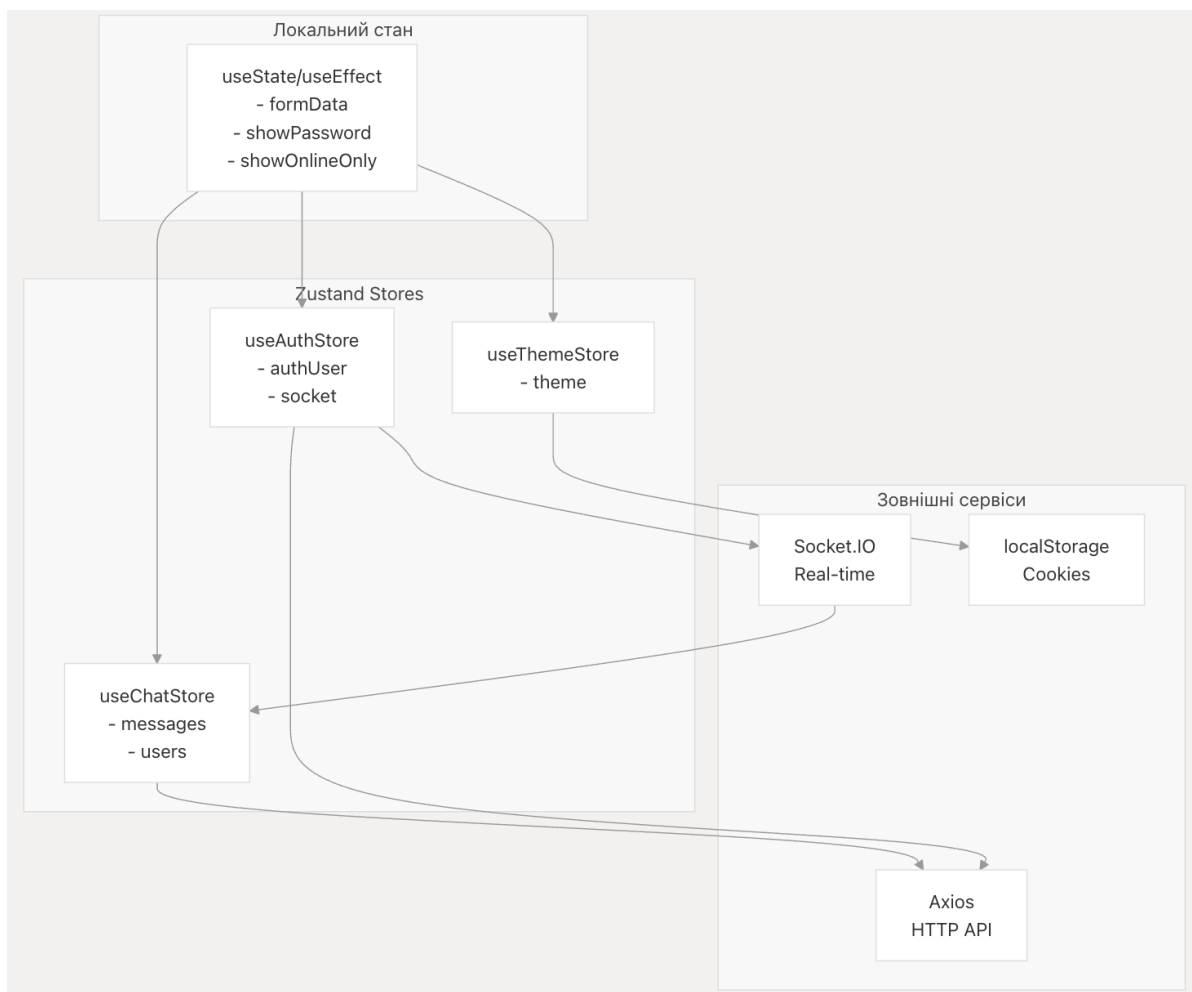 Локальний стан
useState/useEffect
- formData
- showPassword
- showOnlineOnly
Zustand Stores
useAuthStore
- authUser
- socket
useThemeStore
- theme
Зовнішні сервіси
Socket.IO
Real-time
localStorage
Cookies
useChatStore
- messages
- users
Axios
HTTP API